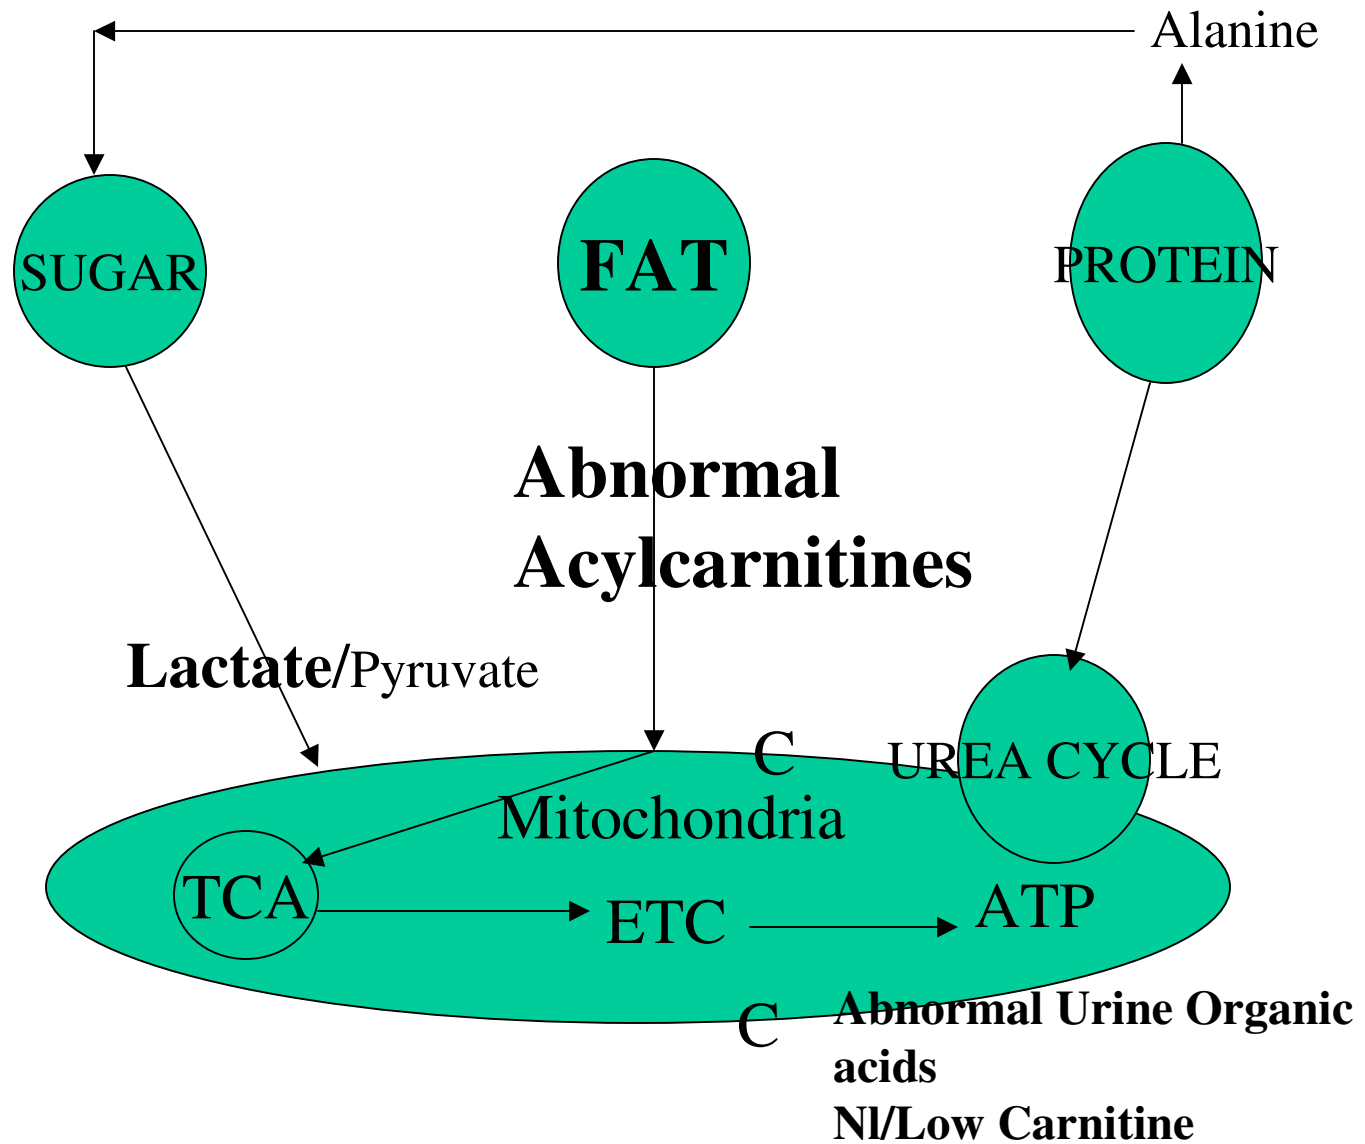 Alanine
SUGAR
FAT
PROTEIN
Abnormal
Acylcarnitines
Lactate/Pyruvate
C
UREA CYCLE
Mitochondria
TCA
ETC
ATP
C
Abnormal Urine Organic
acids
Nl/Low Carnitine